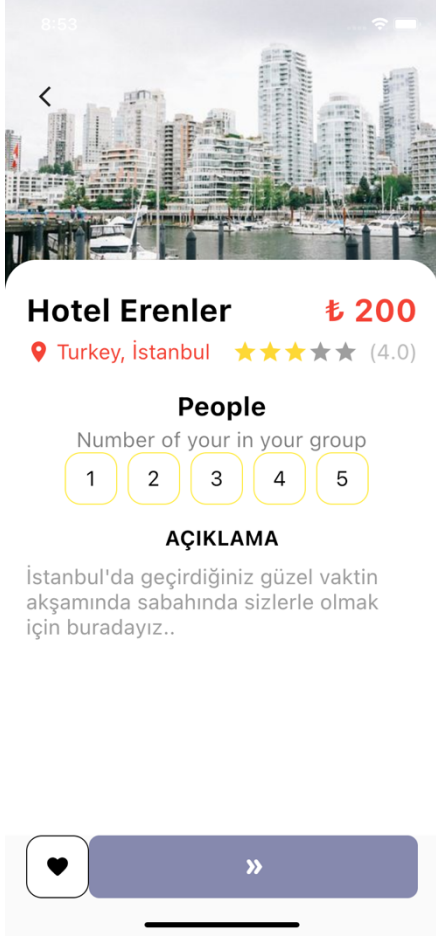 8:53
Hotel Erenler
₺ 200
Turkey, İstanbul
(4.0)
People
Number of your in your group
1 2 3 4 5
AÇIKLAMA
İstanbul'da geçirdiğiniz güzel vaktin
akşamında sabahında sizlerle olmak
için buradayız..